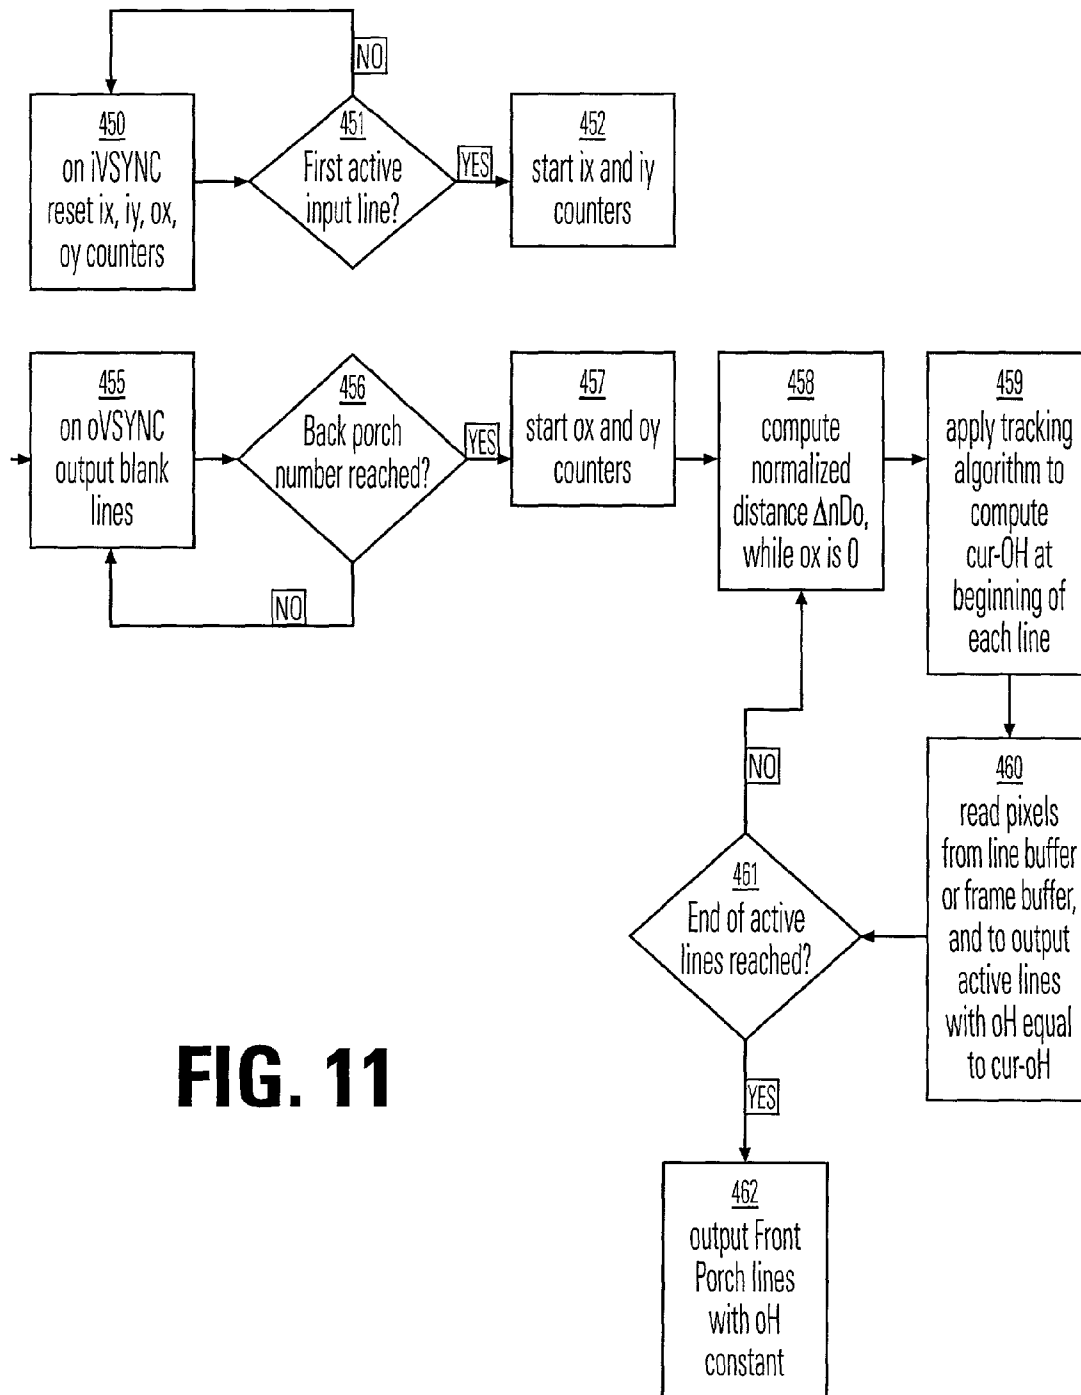 NO
450
on iVSYNC
reset ix, iy, ox,
oy counters
451
First active
input line?
YES
452
start ix and iy
counters
455
on oVSYNC
output blank
lines
456
Back porch
number reached?
YES
NO
457
start ox and oy
counters
458
compute
normalized
distance ΔnDo,
while ox is 0
459
apply tracking
algorithm to
compute
cur-OH at
beginning of
each line
460
read pixels
from line buffer
or frame buffer,
and to output
active lines
with oH equal
to cur-oH
NO
461
End of active
lines reached?
YES
462
output Front
Porch lines
with oH
constant
FIG. 11